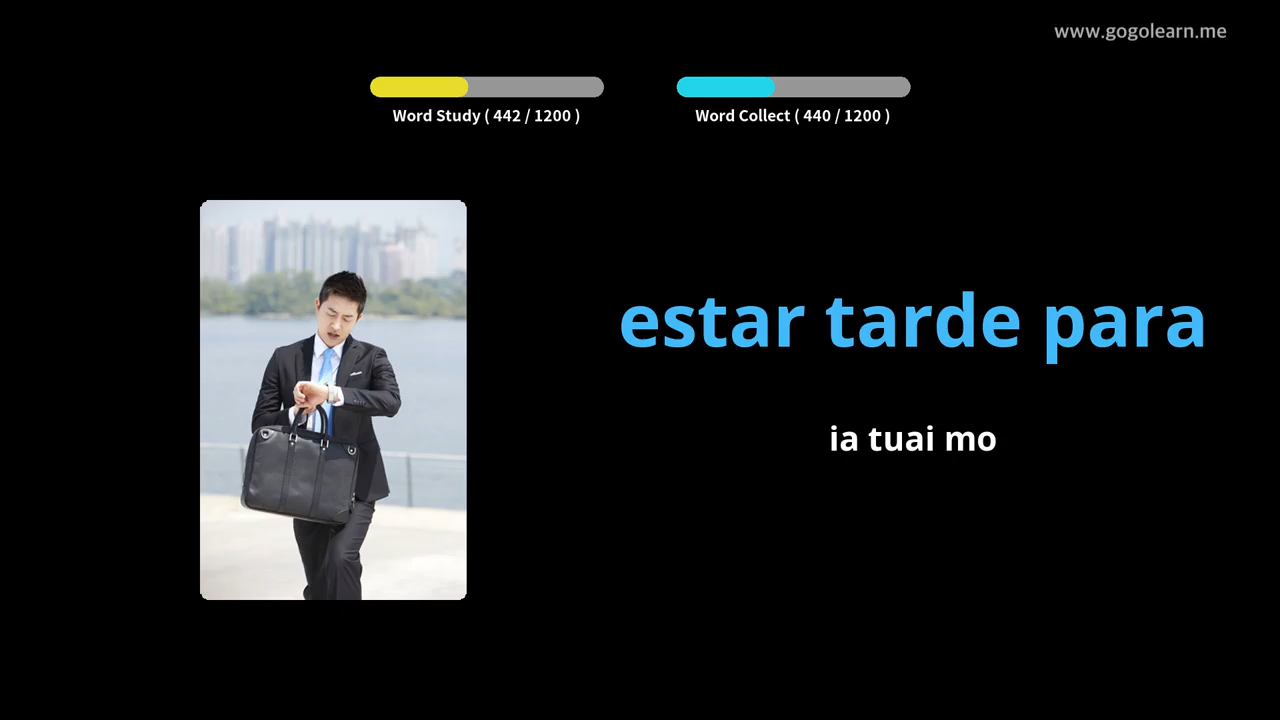 www.gogolearn.me
Word Study ( 442 / 1200 )
Word Collect ( 440 / 1200 )
estar tarde para
ia tuai mo